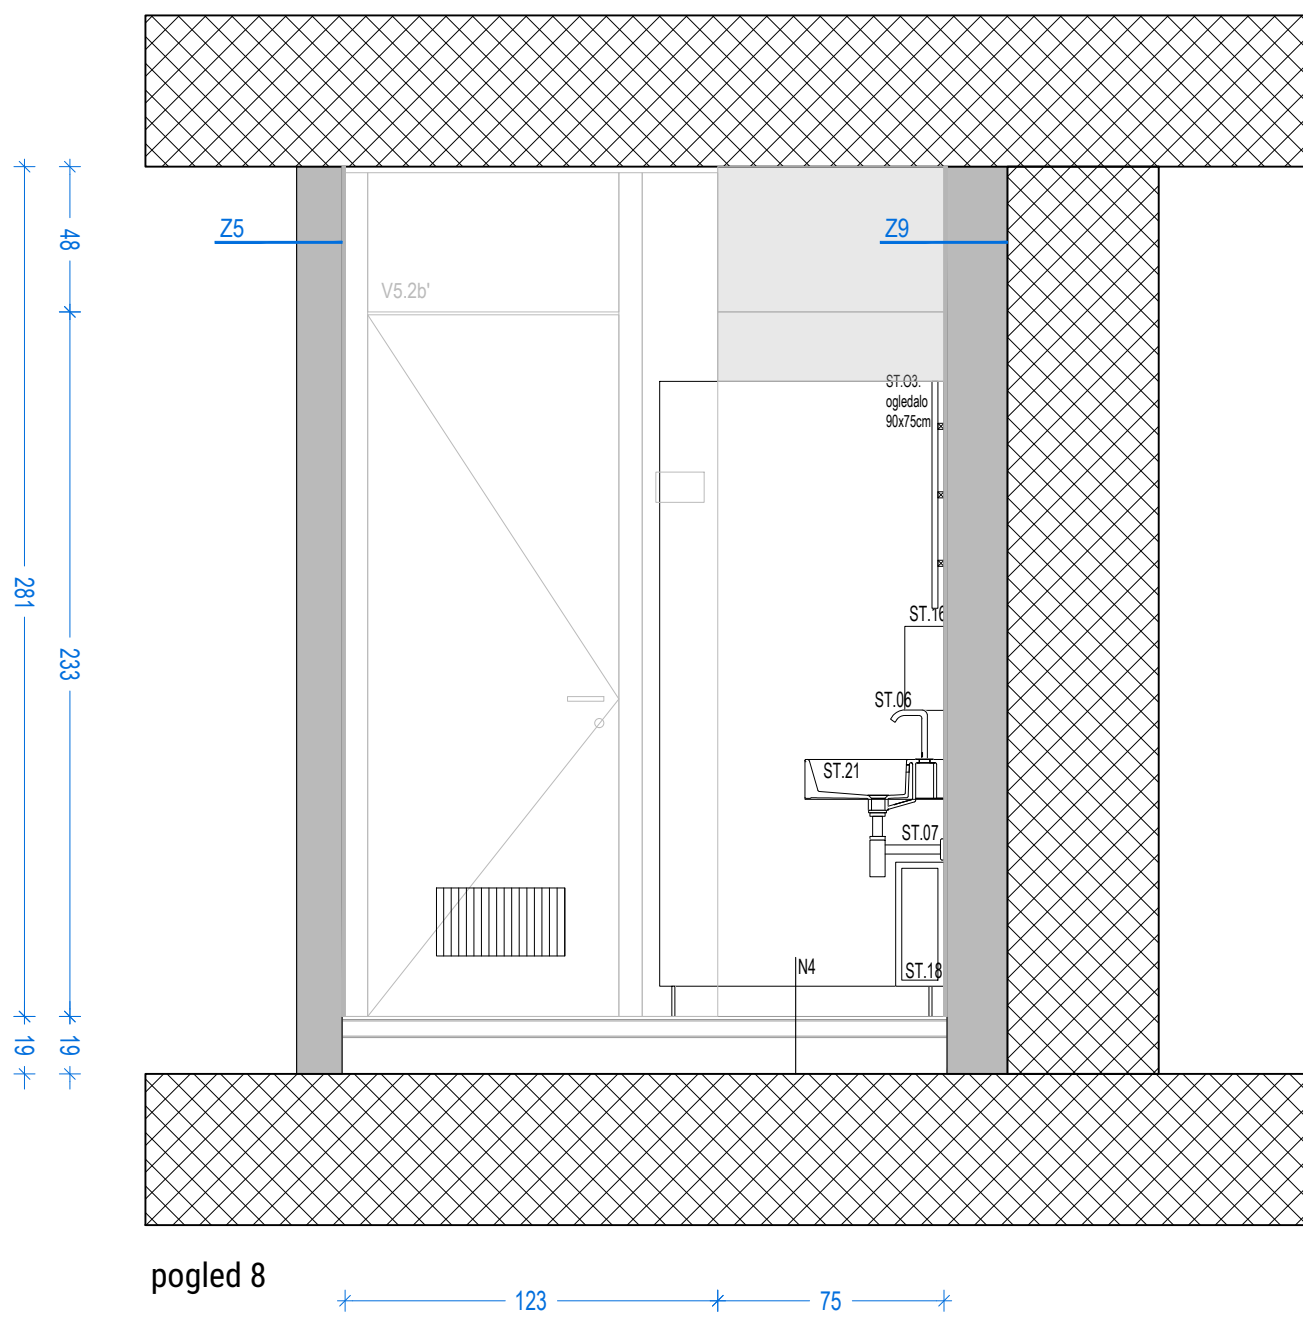 Z5
Z9
48
V5.2b'
ST.O3.
ogledalo
90x75cm
281
ST.16
233
ST.06
ST.21
ST.07
N4
ST.18
19
19
pogled 8
123
75